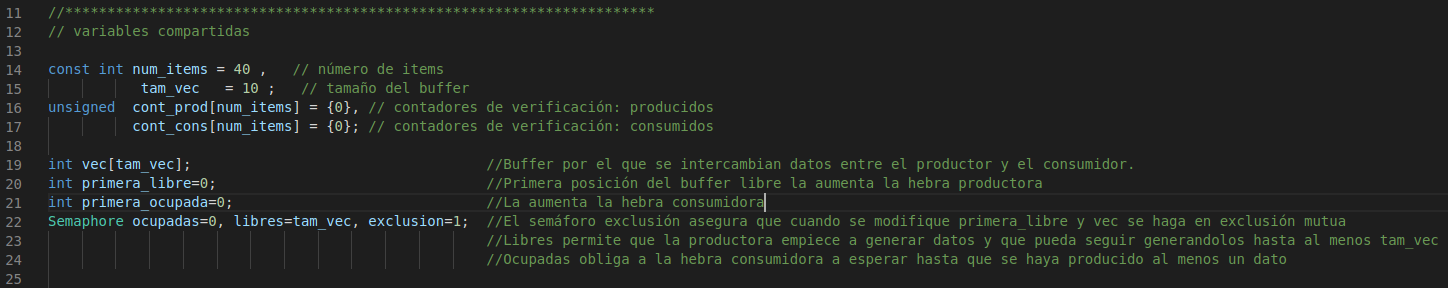 11 //**********************************************************************
12 // variables compartidas
13
14 const int num_items = 40 ,   // número de items
15            tam_vec   = 10 ;   // tamaño del buffer
16 unsigned  cont_prod[num_items] = {0}, // contadores de verificación: producidos
17           cont_cons[num_items] = {0}; // contadores de verificación: consumidos
18
19 int vec[tam_vec];                                   //Buffer por el que se intercambian datos entre el productor y el consumidor.
20 int primera_libre=0;                                //Primera posición del buffer libre la aumenta la hebra productora
21 int primera_ocupada=0;                              //La aumenta la hebra consumidora
22 Semaphore ocupadas=0, libres=tam_vec, exclusion=1;  //El semáforo exclusión asegura que cuando se modifique primera_libre y vec se haga en exclusión mutua
23                                                     //Libres permite que la productora empiece a generar datos y que pueda seguir generandolos hasta al menos tam_vec
24                                                     //Ocupadas obliga a la hebra consumidora a esperar hasta que se haya producido al menos un dato
25